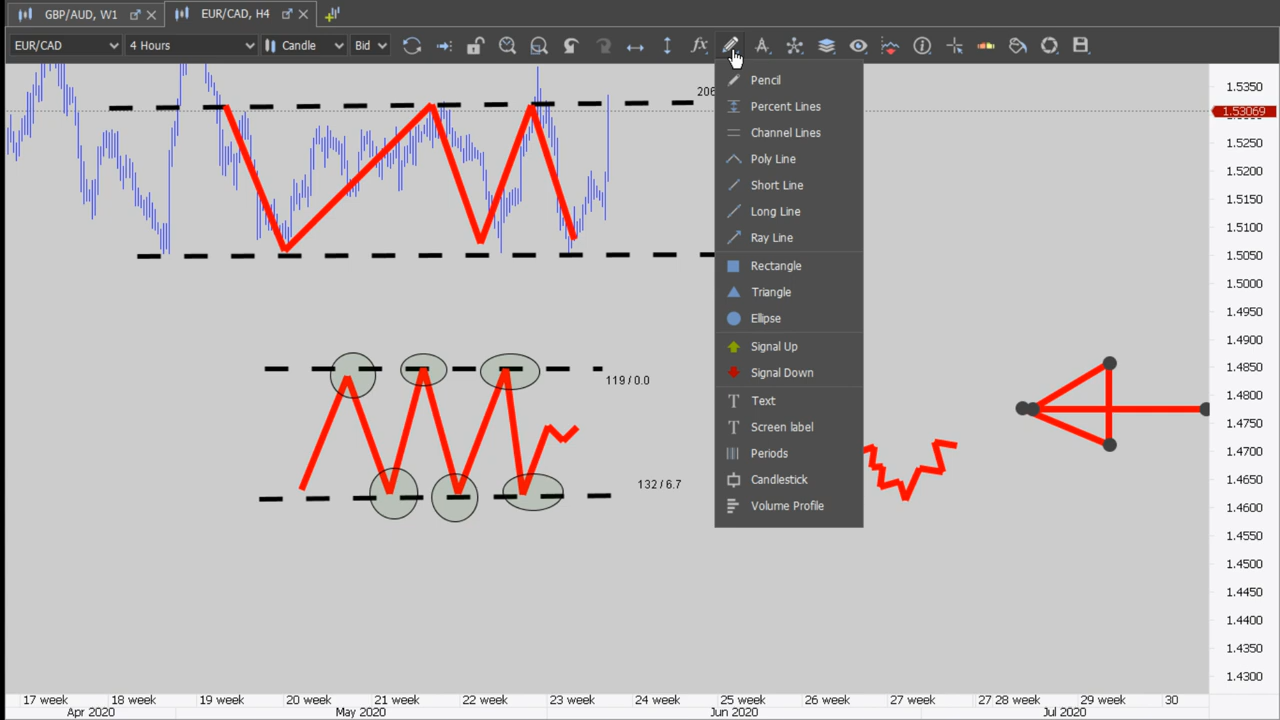 GBP/AUD, W1
EUR/CAD, H4
EUR/CAD
4 Hours
Candle
Bid
fx
Pencil
Percent Lines
Channel Lines
Poly Line
Short Line
Long Line
Ray Line
Rectangle
Triangle
Ellipse
Signal Up
Signal Down
T Text
T Screen label
Periods
Candlestick
Volume Profile
206
119 / 0.0
132 / 6.7
1.5350
1.53069
1.5250
1.5200
1.5150
1.5100
1.5050
1.5000
1.4950
1.4900
1.4850
1.4800
1.4750
1.4700
1.4650
1.4600
1.4550
1.4500
1.4450
1.4400
1.4350
1.4300
17 week
18 week
19 week
20 week
21 week
22 week
23 week
24 week
25 week
26 week
27 week
27 28 week
29 week
30
Apr 2020
May 2020
Jun 2020
Jul 2020